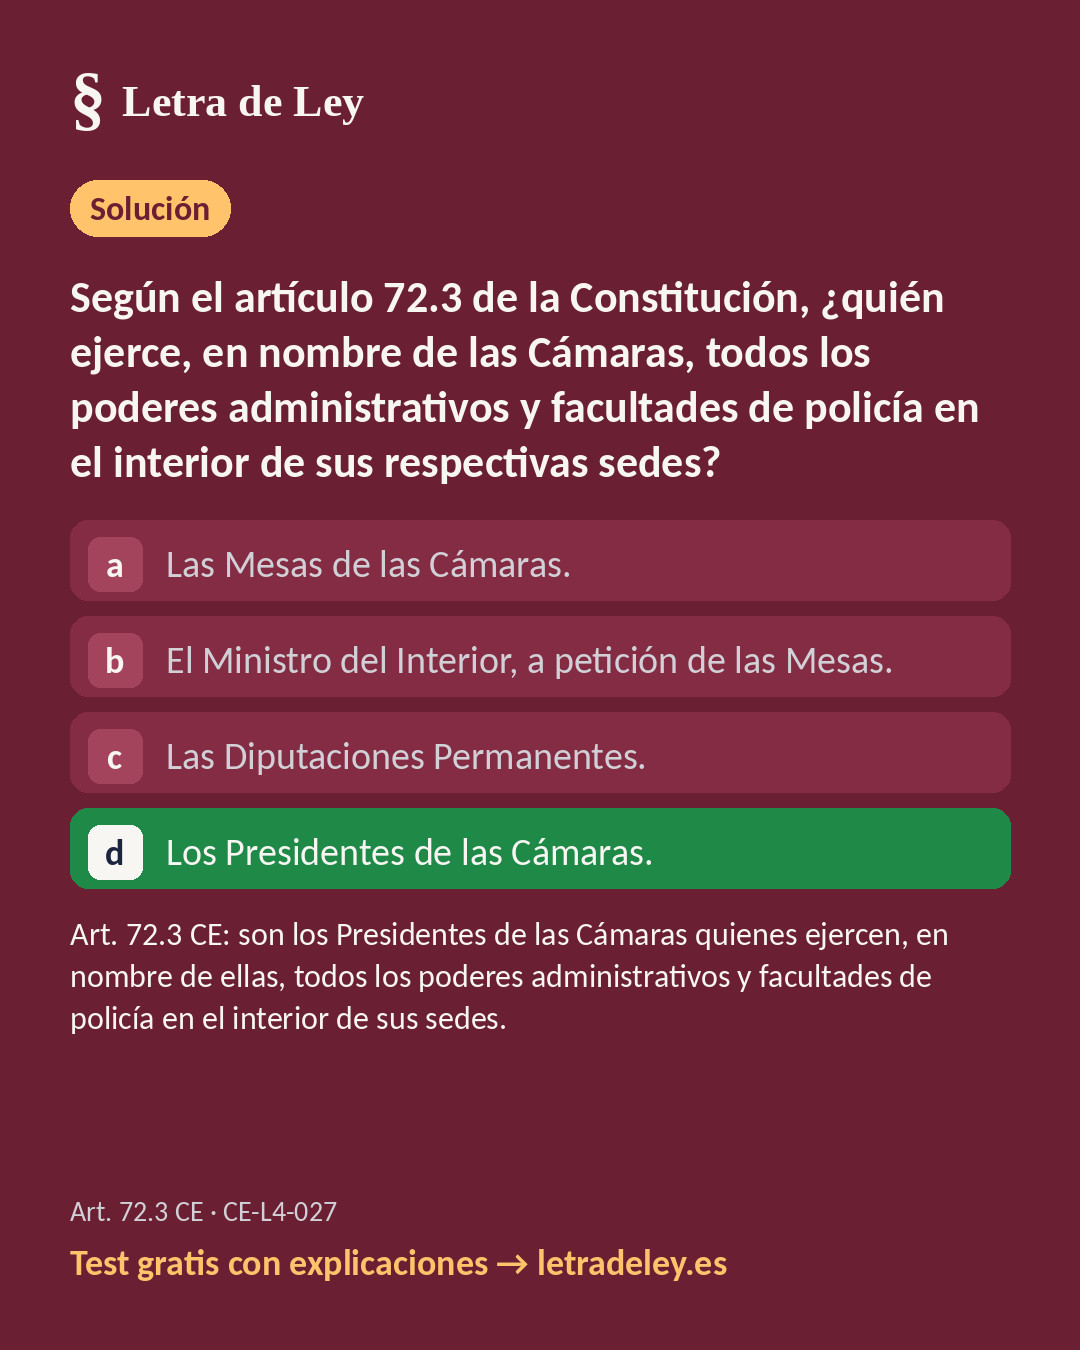 § Letra de Ley
Solución
Según el artículo 72.3 de la Constitución, ¿quién
ejerce, en nombre de las Cámaras, todos los
poderes administrativos y facultades de policía en
el interior de sus respectivas sedes?
a Las Mesas de las Cámaras.
b El Ministro del Interior, a petición de las Mesas.
c Las Diputaciones Permanentes.
d Los Presidentes de las Cámaras.
Art. 72.3 CE: son los Presidentes de las Cámaras quienes ejercen, en
nombre de ellas, todos los poderes administrativos y facultades de
policía en el interior de sus sedes.
Art. 72.3 CE · CE-L4-027
Test gratis con explicaciones → letradeley.es